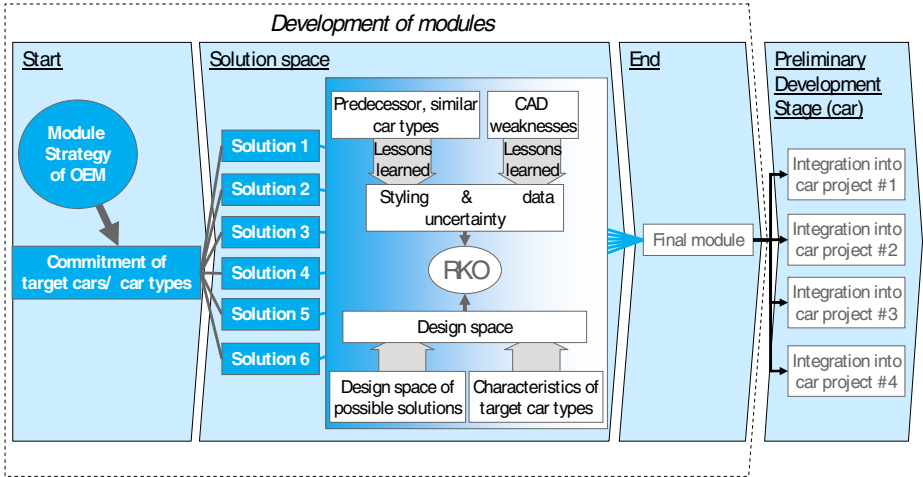 Development of modules
Start
Module
Strategy
of OEM
Commitment of
target cars/ car types
Solution space
Solution 1
Solution 2
Solution 3
Solution 4
Solution 5
Solution 6
Predecessor, similar
car types
CAD
weaknesses
Lessons
learned
Lessons
learned
Styling & data
uncertainty
RKO
Design space
Design space of
possible solutions
Characteristics of
target car types
End
Final module
Preliminary
Development
Stage (car)
Integration into
car project #1
Integration into
car project #2
Integration into
car project #3
Integration into
car project #4